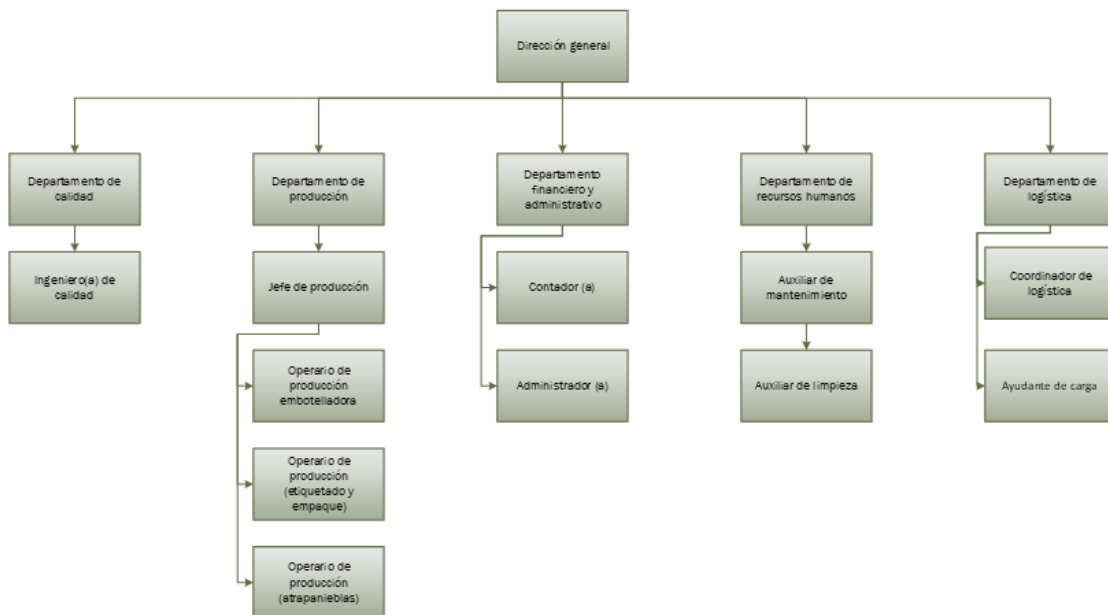 Dirección general
Departamento de
calidad
Departamento de
producción
Departamento
financiero y
administrativo
Departamento de
recursos humanos
Departamento de
logística
Ingeniero(a) de
calidad
Jefe de producción
Contador (a)
Auxiliar de
mantenimiento
Coordinador de
logística
Operario de
producción
embotelladora
Administrador (a)
Auxiliar de limpieza
Ayudante de carga
Operario de
producción
(etiquetado y
empaque)
Operario de
producción
(atrapanieblas)